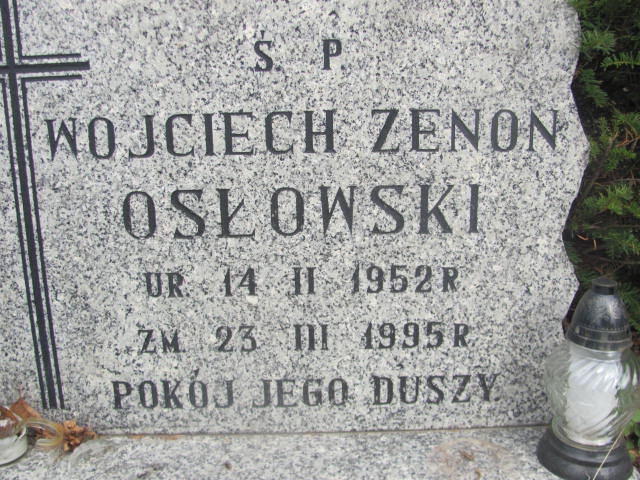 Ś. P
WOJCIECH ZENON
OSŁOWSKI
UR. 14 II 1952 R
ZM. 23 III 1995 R.
POKÓJ JEGO DUSZY.